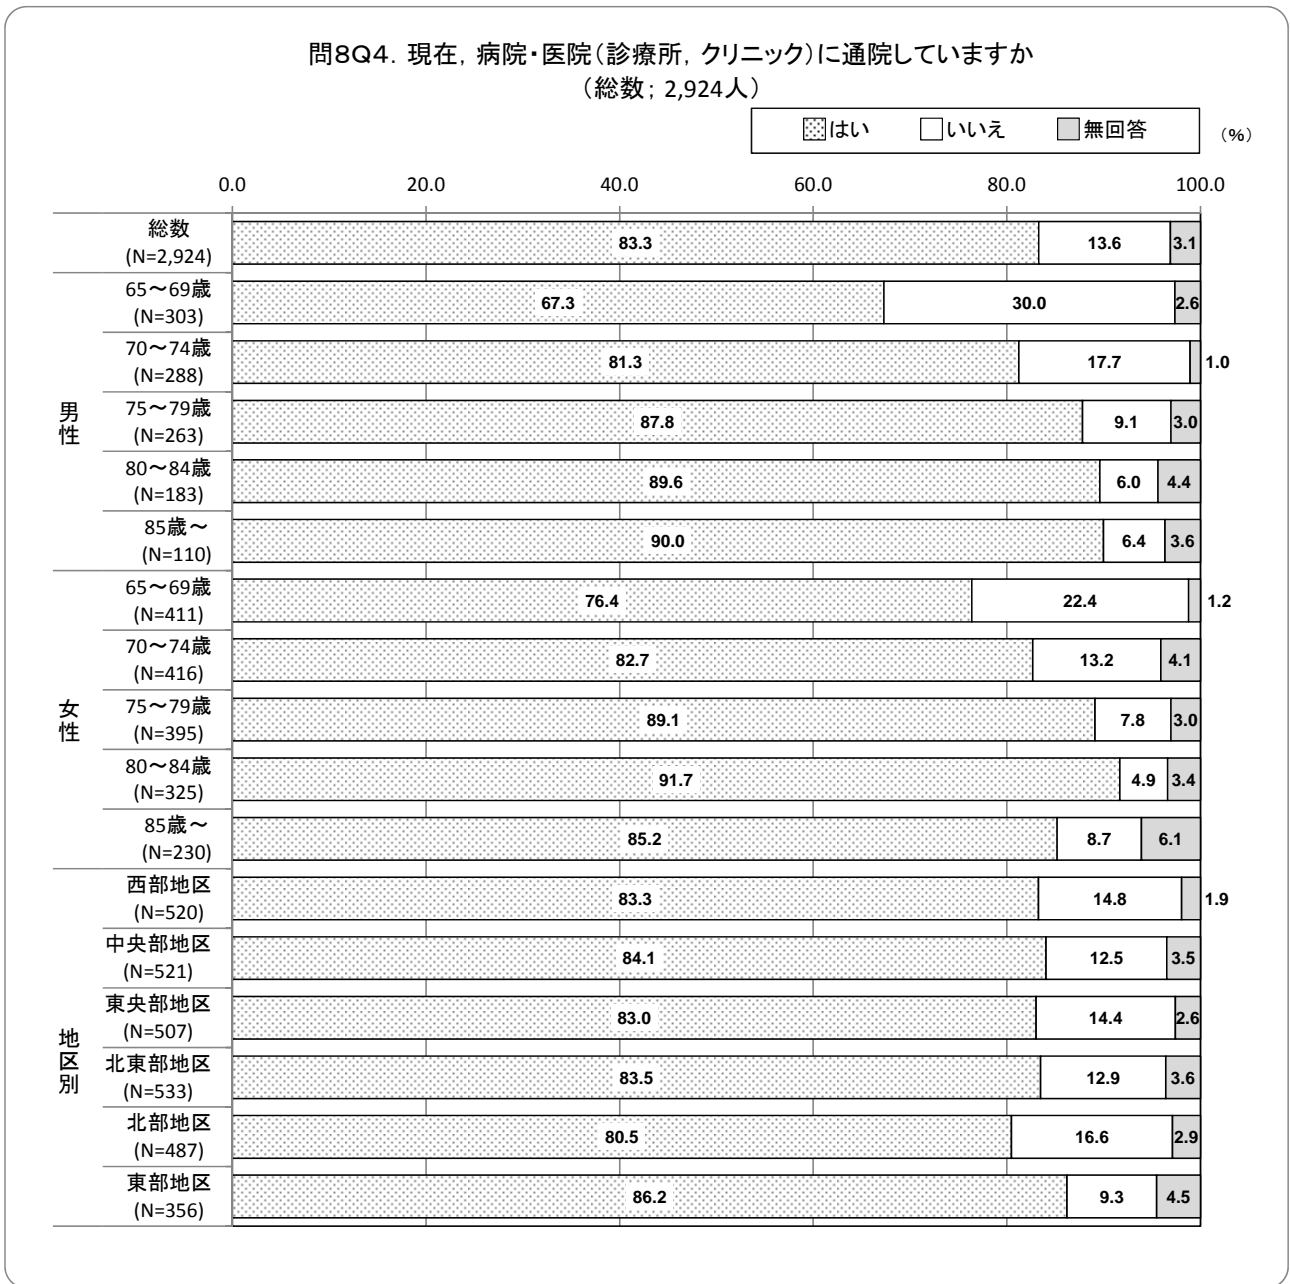 問8Q4．現在，病院・医院（診療所，クリニック）に通院していますか
（総数； 2,924人）
はい いいえ 無回答 （%）
0.0 20.0 40.0 60.0 80.0 100.0
総数
(N=2,924)
83.3 13.6 3.1
男性
65～69歳
(N=303)
67.3 30.0 2.6
70～74歳
(N=288)
81.3 17.7 1.0
75～79歳
(N=263)
87.8 9.1 3.0
80～84歳
(N=183)
89.6 6.0 4.4
85歳～
(N=110)
90.0 6.4 3.6
女性
65～69歳
(N=411)
76.4 22.4 1.2
70～74歳
(N=416)
82.7 13.2 4.1
75～79歳
(N=395)
89.1 7.8 3.0
80～84歳
(N=325)
91.7 4.9 3.4
85歳～
(N=230)
85.2 8.7 6.1
地区別
西部地区
(N=520)
83.3 14.8 1.9
中央部地区
(N=521)
84.1 12.5 3.5
東央部地区
(N=507)
83.0 14.4 2.6
北東部地区
(N=533)
83.5 12.9 3.6
北部地区
(N=487)
80.5 16.6 2.9
東部地区
(N=356)
86.2 9.3 4.5